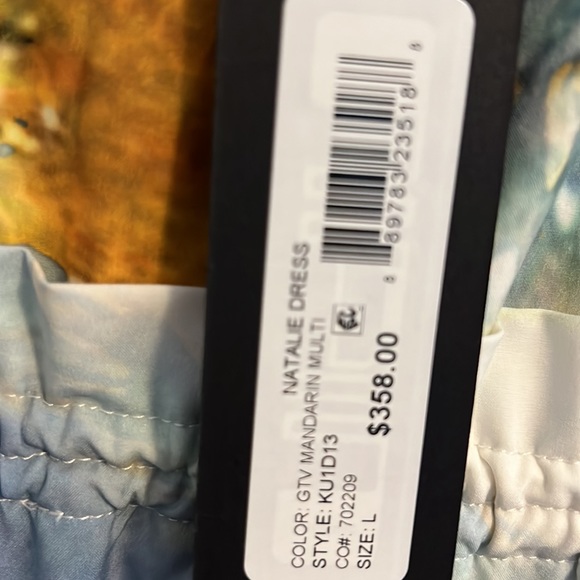 8 89783 23518 8
NATALIE DRESS
COLOR: GTV MANDARIN MULTI
STYLE: KU1D13
CO#: 702209
SIZE: L
$358.00